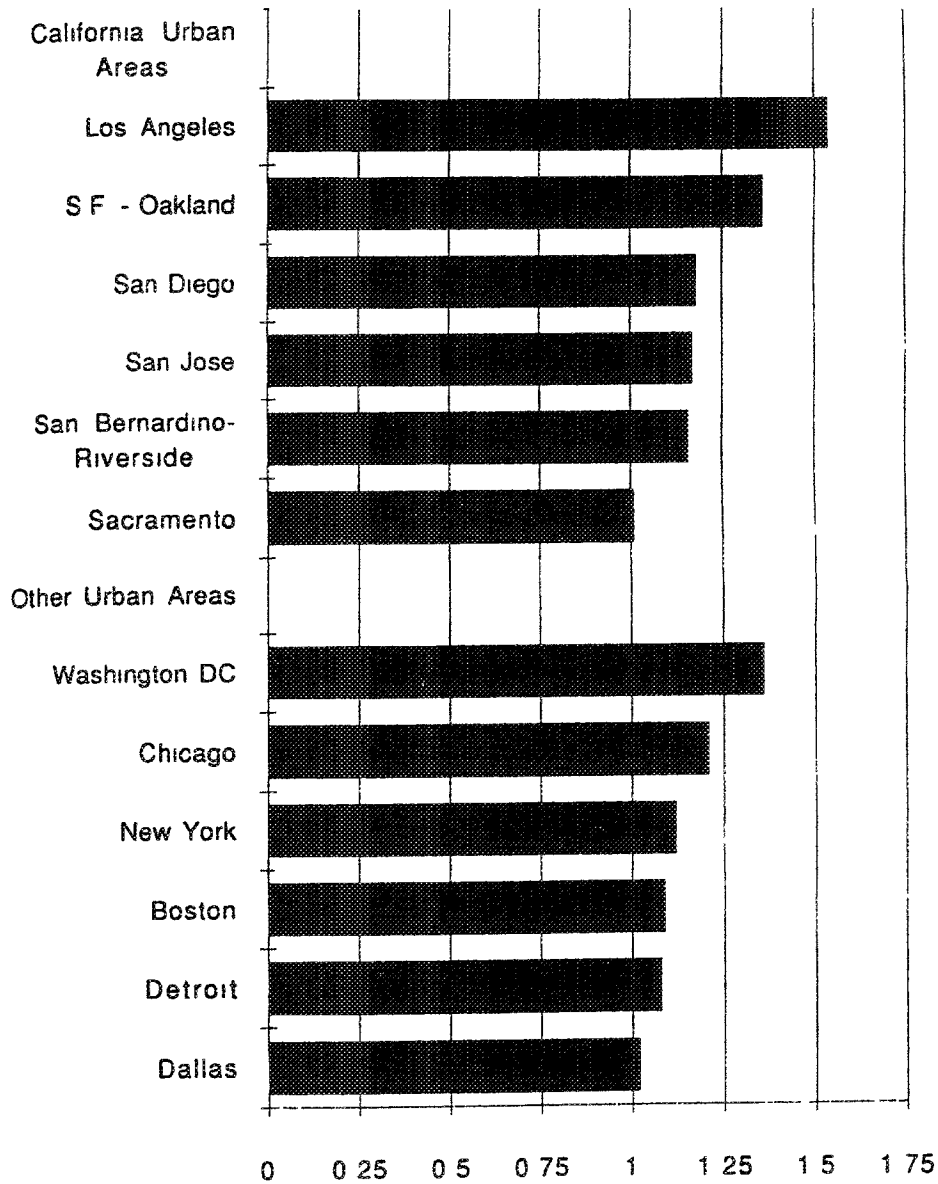 California Urban
Areas
Los Angeles
S F - Oakland
San Diego
San Jose
San Bernardino-
Riverside
Sacramento
Other Urban Areas
Washington DC
Chicago
New York
Boston
Detroit
Dallas
0 0 25 0 5 0 75 1 1 25 1 5 1 75